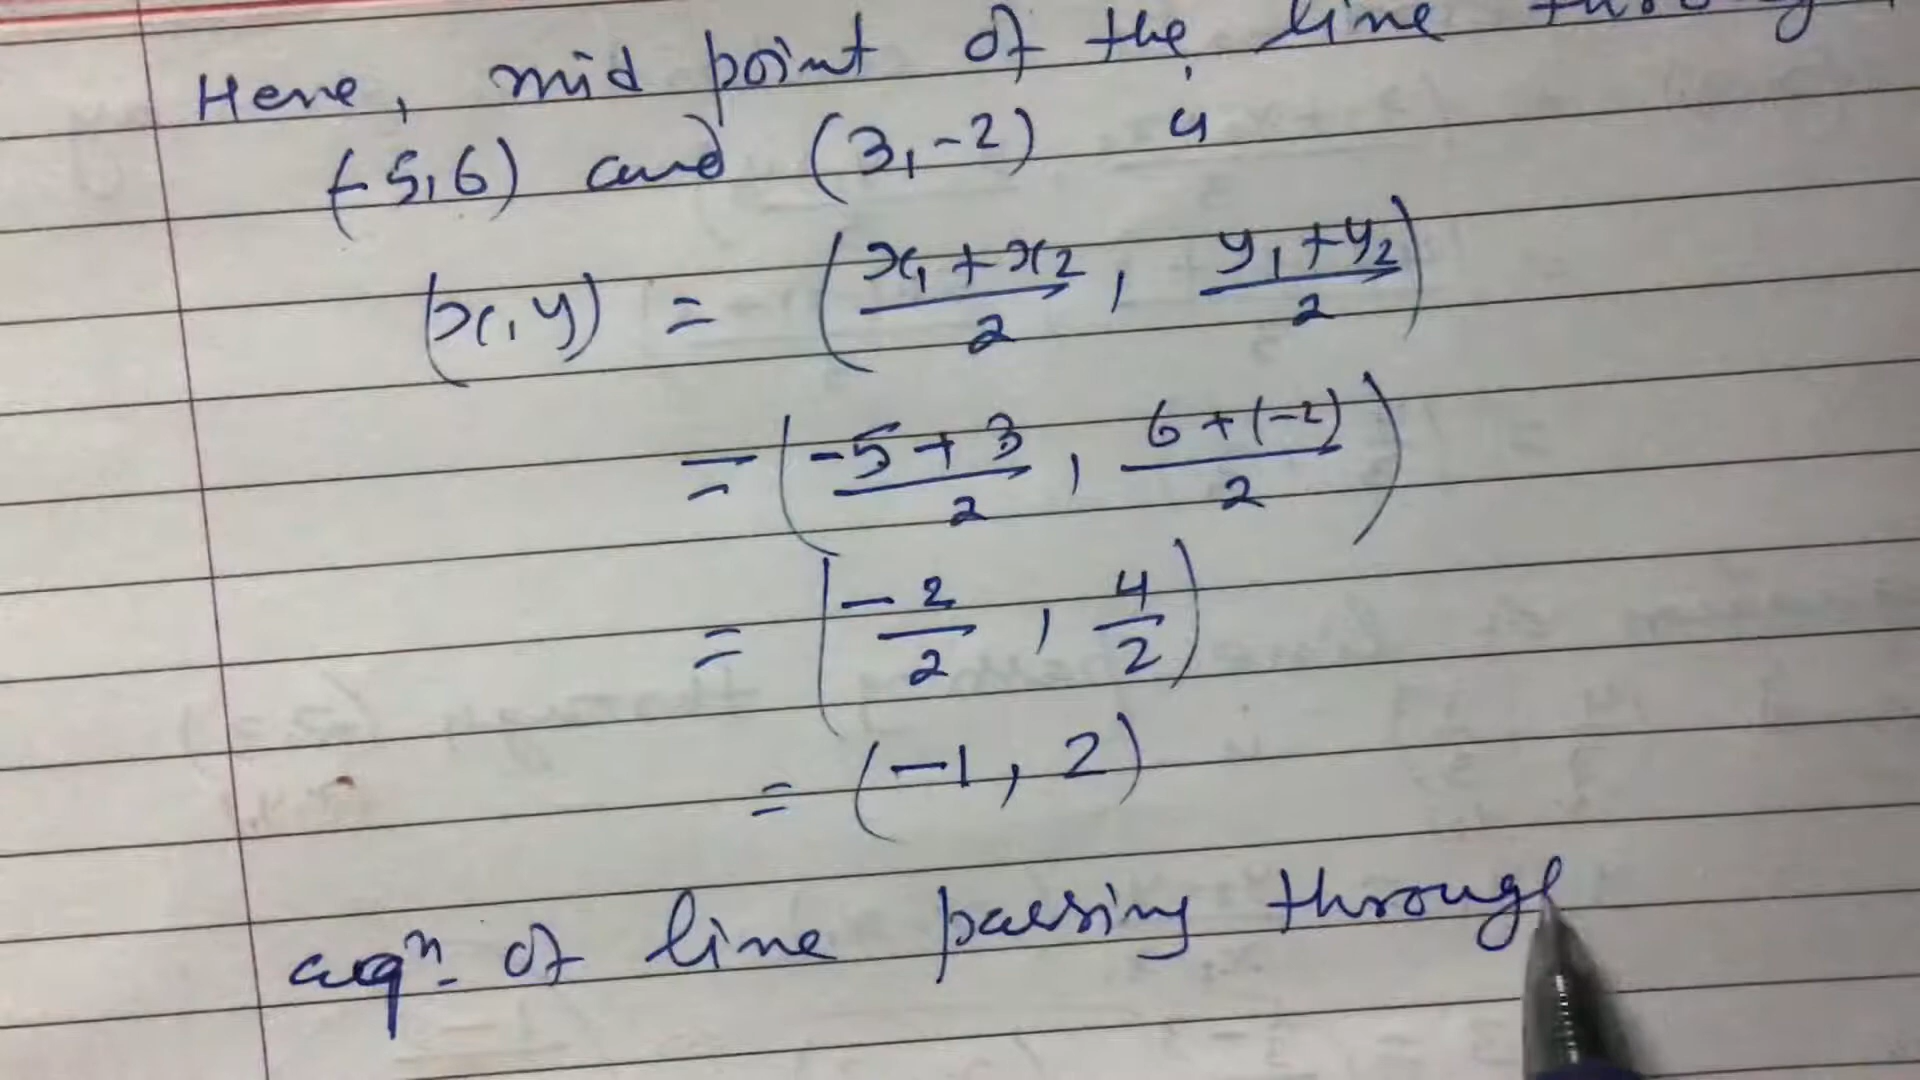 Here, mid point of the line
(-5,6) and (3,-2) is
(x,y) = (x₁+x₂/2, y₁+y₂/2)
= (-5+3/2, 6+(-2)/2)
= (-2/2, 4/2)
= (-1, 2)
eqⁿ of line passing through